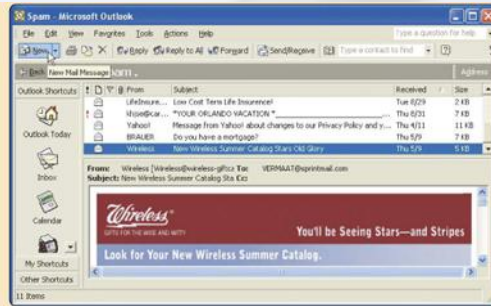 Spam - Microsoft Outlook
File Edit View Favorites Tools Actions Help Type a question for help
New Reply Reply to All Forward Send/Receive Type a contact to find
Back New Mail Message Address
Outlook Shortcuts From Subject Received Size
LifeInsure... Low Cost Term Life Insurance! Tue 8/29 2 KB
*YOUR ORLANDO VACATION * Thu 8/31 7 KB
Yahoo! Message from Yahoo! about changes to our Privacy Policy and y... Thu 4/11 11 KB
BRAUER Do you have a mortgage? Thu 5/9 7 KB
Wireless New Wireless Summer Catalog Stars Old Glory Thu 5/9 5 KB
Outlook Today
Inbox
Calendar
My Shortcuts
Other Shortcuts
From: Wireless To: VERMAAT@sprintmail.com
Subject: New Wireless Summer Catalog Sta Cc:
Wireless
GIFTS FOR THE WISE AND WITTY
You'll be Seeing Stars—and Stripes
Look for Your New Wireless Summer Catalog.
11 Items